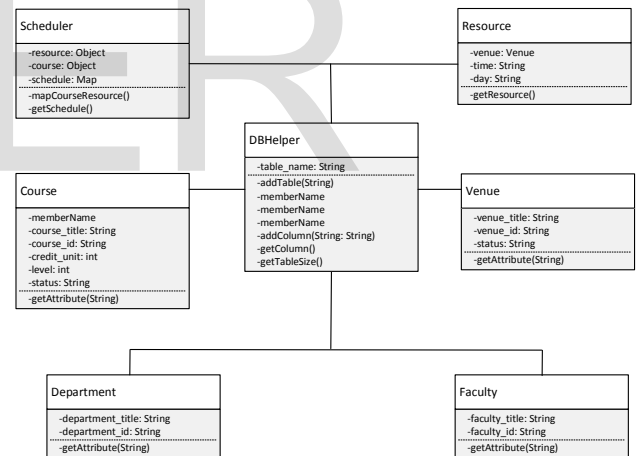 Scheduler
-resource: Object
-course: Object
-schedule: Map
-mapCourseResource()
-getSchedule()
Resource
-venue: Venue
-time: String
-day: String
-getResource()
DBHelper
-table_name: String
-addTable(String)
-memberName
-memberName
-memberName
-addColumn(String: String)
-getColumn()
-getTableSize()
Course
-memberName
-course_title: String
-course_id: String
-credit_unit: int
-level: int
-status: String
-getAttribute(String)
Venue
-venue_title: String
-venue_id: String
-status: String
-getAttribute(String)
Department
-department_title: String
-department_id: String
-getAttribute(String)
Faculty
-faculty_title: String
-faculty_id: String
-getAttribute(String)
ER